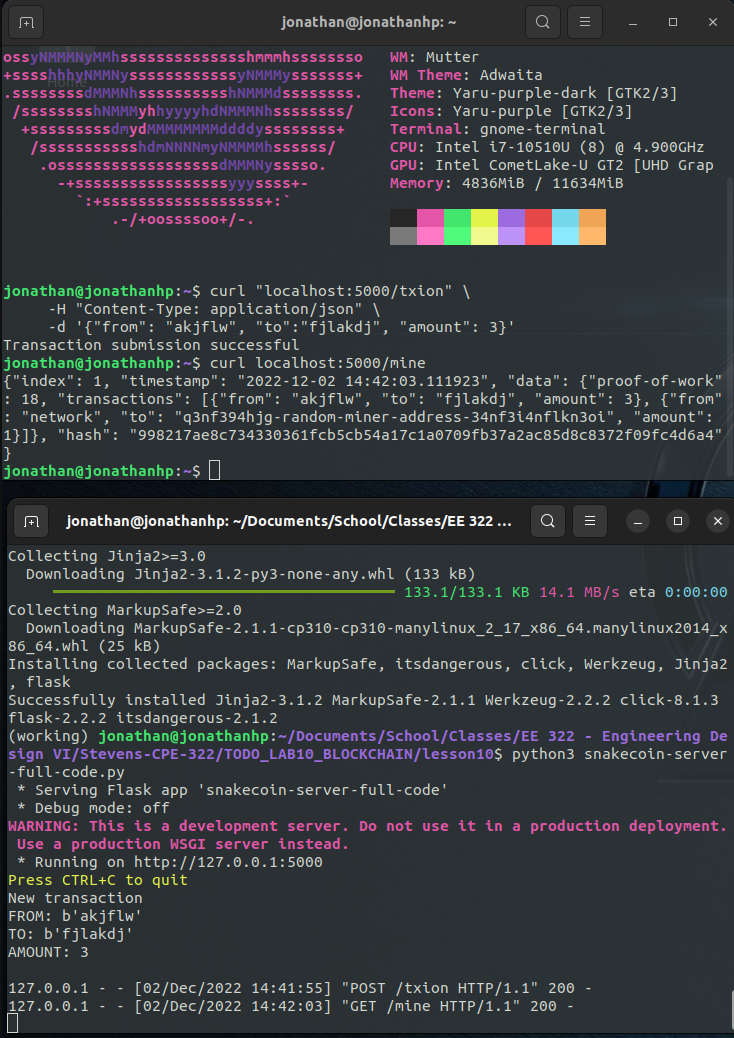 jonathan@jonathanhp: ~
ossyNMMMNyMMhsssssssssssssshmmmhssssssso   WM: Mutter
+sssshhhyNMMNyssssssssssssyNMMMysssssss+   WM Theme: Adwaita
.ssssssssdMMMNhsssssssssshNMMMdssssssss.   Theme: Yaru-purple-dark [GTK2/3]
/sssssssshNMMMyhhyyyyhdNMMMNhssssssss/   Icons: Yaru-purple [GTK2/3]
+sssssssssdmydMMMMMMMMddddyssssssss+   Terminal: gnome-terminal
/ssssssssssshdmNNNNmyNMMMMhssssss/   CPU: Intel i7-10510U (8) @ 4.900GHz
.ossssssssssssssssssdMMMNysssso.   GPU: Intel CometLake-U GT2 [UHD Grap
-+sssssssssssssssssyyyssss+-   Memory: 4836MiB / 11634MiB
`:+ssssssssssssssssss+:`
.-/+oossssoo+/-.
jonathan@jonathanhp:~$ curl "localhost:5000/txion" \
-H "Content-Type: application/json" \
-d '{"from": "akjflw", "to":"fjlakdj", "amount": 3}'
Transaction submission successful
jonathan@jonathanhp:~$ curl localhost:5000/mine
{"index": 1, "timestamp": "2022-12-02 14:42:03.111923", "data": {"proof-of-work"
: 18, "transactions": [{"from": "akjflw", "to": "fjlakdj", "amount": 3}, {"from"
: "network", "to": "q3nf394hjg-random-miner-address-34nf3i4nflkn3oi", "amount":
1}]}, "hash": "998217ae8c734330361fcb5cb54a17c1a0709fb37a2ac85d8c8372f09fc4d6a4"
}
jonathan@jonathanhp:~$
jonathan@jonathanhp: ~/Documents/School/Classes/EE 322 ...
Collecting Jinja2>=3.0
Downloading Jinja2-3.1.2-py3-none-any.whl (133 kB)
133.1/133.1 KB 14.1 MB/s eta 0:00:00
Collecting MarkupSafe>=2.0
Downloading MarkupSafe-2.1.1-cp310-cp310-manylinux_2_17_x86_64.manylinux2014_x
86_64.whl (25 kB)
Installing collected packages: MarkupSafe, itsdangerous, click, Werkzeug, Jinja2
, flask
Successfully installed Jinja2-3.1.2 MarkupSafe-2.1.1 Werkzeug-2.2.2 click-8.1.3
flask-2.2.2 itsdangerous-2.1.2
(working) jonathan@jonathanhp:~/Documents/School/Classes/EE 322 - Engineering De
sign VI/Stevens-CPE-322/TODO_LAB10_BLOCKCHAIN/lesson10$ python3 snakecoin-server
-full-code.py
* Serving Flask app 'snakecoin-server-full-code'
* Debug mode: off
WARNING: This is a development server. Do not use it in a production deployment.
Use a production WSGI server instead.
* Running on http://127.0.0.1:5000
Press CTRL+C to quit
New transaction
FROM: b'akjflw'
TO: b'fjlakdj'
AMOUNT: 3
127.0.0.1 - - [02/Dec/2022 14:41:55] "POST /txion HTTP/1.1" 200 -
127.0.0.1 - - [02/Dec/2022 14:42:03] "GET /mine HTTP/1.1" 200 -